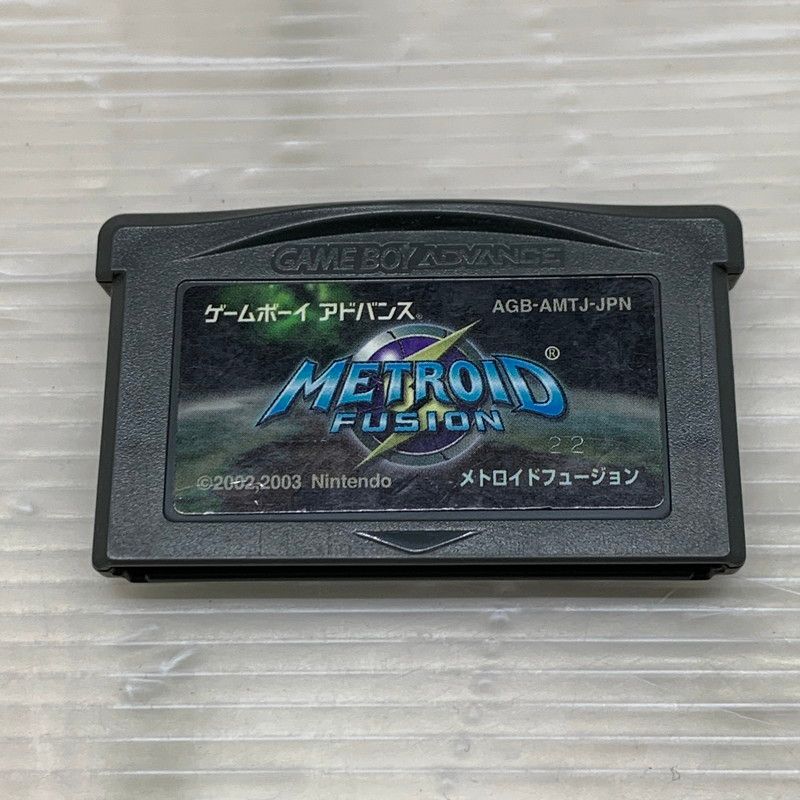 GAME BOY ADVANCE
ゲームボーイ アドバンス®
AGB-AMTJ-JPN
METROID®
FUSION
22
©2002,2003 Nintendo
メトロイドフュージョン